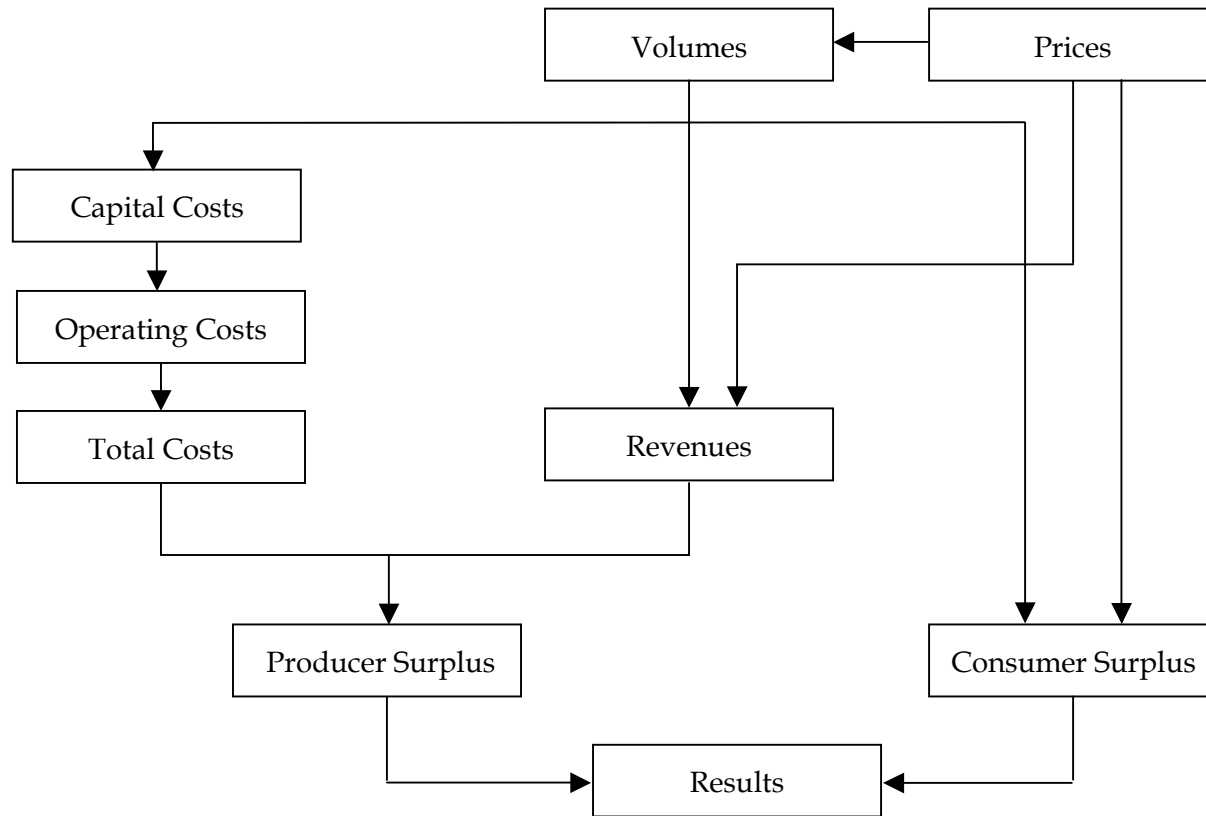 Volumes
Prices
Capital Costs
Operating Costs
Total Costs
Revenues
Producer Surplus
Consumer Surplus
Results